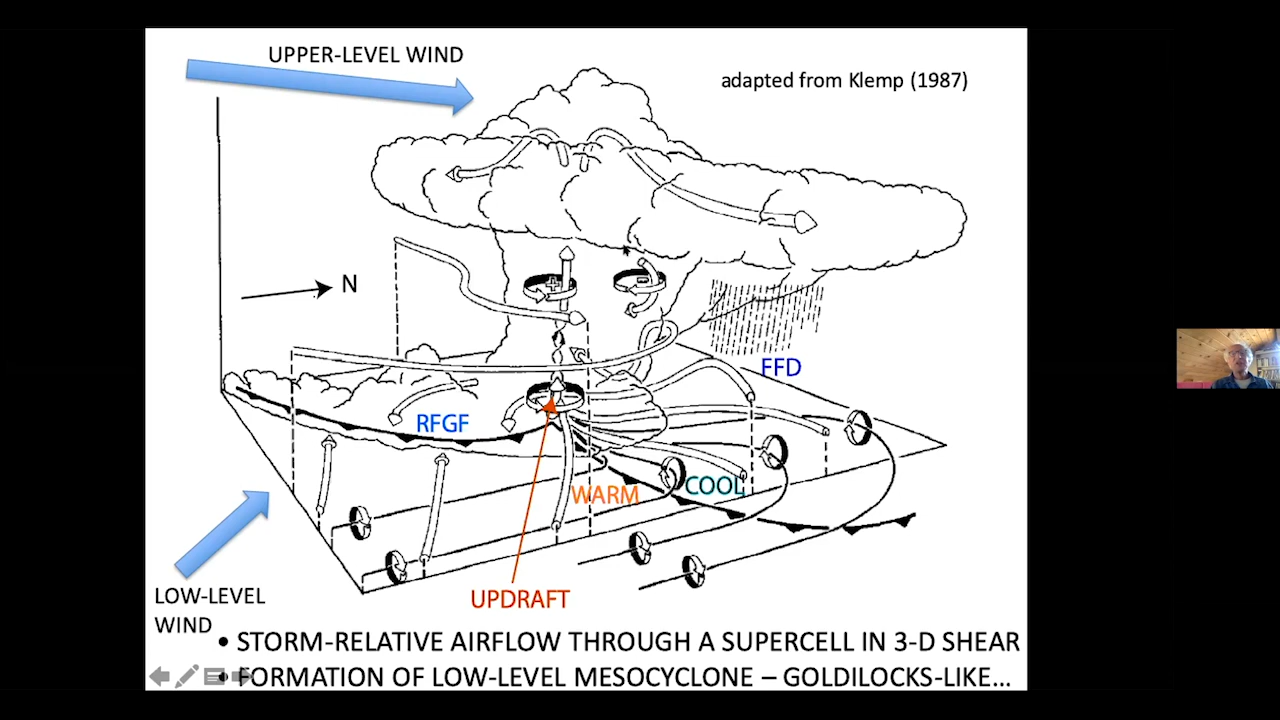 UPPER-LEVEL WIND
adapted from Klemp (1987)
N
FFD
RFGF
COOL
WARM
LOW-LEVEL
WIND
UPDRAFT
• STORM-RELATIVE AIRFLOW THROUGH A SUPERCELL IN 3-D SHEAR
• FORMATION OF LOW-LEVEL MESOCYCLONE – GOLDILOCKS-LIKE...